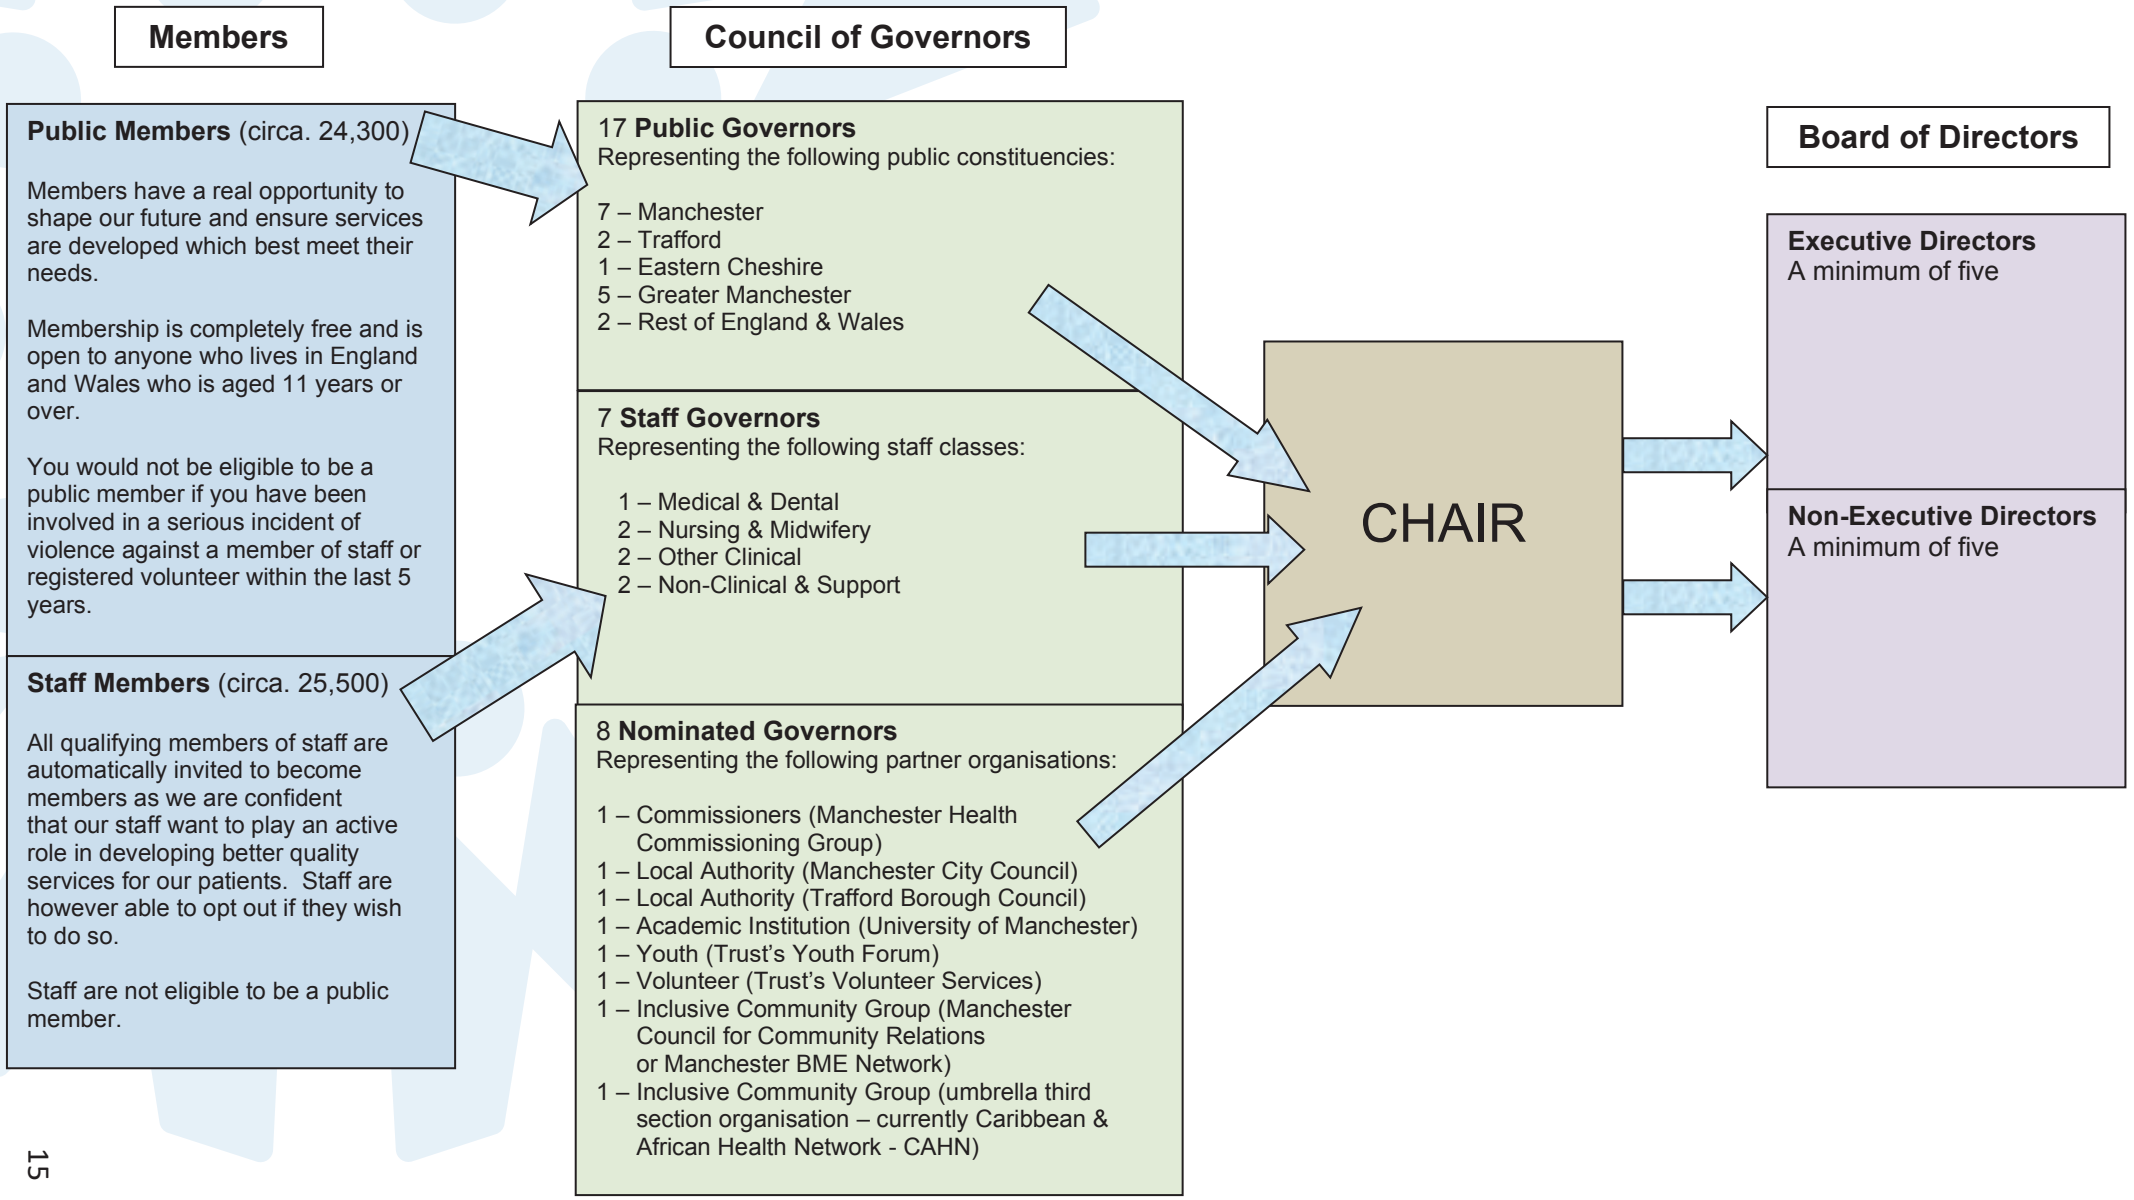 Members
Public Members (circa. 24,300)
Members have a real opportunity to
shape our future and ensure services
are developed which best meet their
needs.
Membership is completely free and is
open to anyone who lives in England
and Wales who is aged 11 years or
over.
You would not be eligible to be a
public member if you have been
involved in a serious incident of
violence against a member of staff or
registered volunteer within the last 5
years.
Staff Members (circa. 25,500)
All qualifying members of staff are
automatically invited to become
members as we are confident
that our staff want to play an active
role in developing better quality
services for our patients.  Staff are
however able to opt out if they wish
to do so.
Staff are not eligible to be a public
member.
Council of Governors
17 Public Governors
Representing the following public constituencies:
7 – Manchester
2 – Trafford
1 – Eastern Cheshire
5 – Greater Manchester
2 – Rest of England & Wales
7 Staff Governors
Representing the following staff classes:
1 – Medical & Dental
2 – Nursing & Midwifery
2 – Other Clinical
2 – Non-Clinical & Support
8 Nominated Governors
Representing the following partner organisations:
1 – Commissioners (Manchester Health
Commissioning Group)
1 – Local Authority (Manchester City Council)
1 – Local Authority (Trafford Borough Council)
1 – Academic Institution (University of Manchester)
1 – Youth (Trust’s Youth Forum)
1 – Volunteer (Trust’s Volunteer Services)
1 – Inclusive Community Group (Manchester
Council for Community Relations
or Manchester BME Network)
1 – Inclusive Community Group (umbrella third
section organisation – currently Caribbean &
African Health Network - CAHN)
CHAIR
Board of Directors
Executive Directors
A minimum of five
Non-Executive Directors
A minimum of five
15